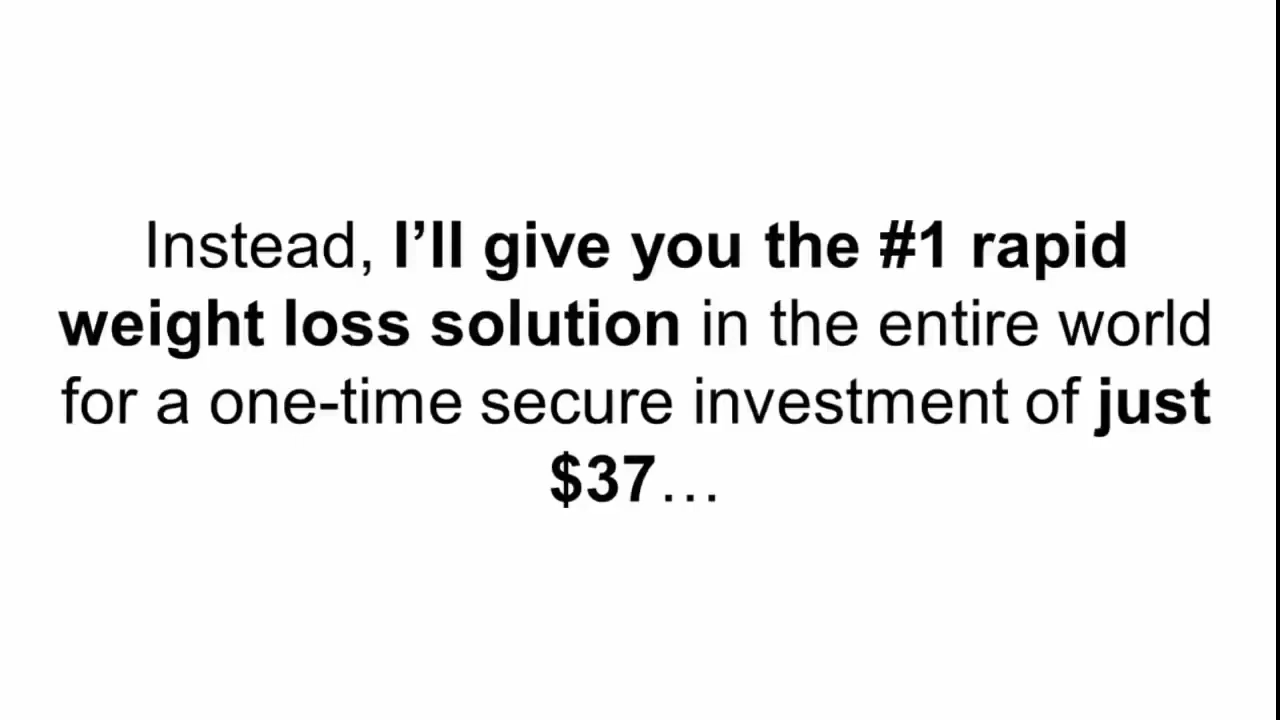 Instead, I’ll give you the #1 rapid
weight loss solution in the entire world
for a one-time secure investment of just
$37…